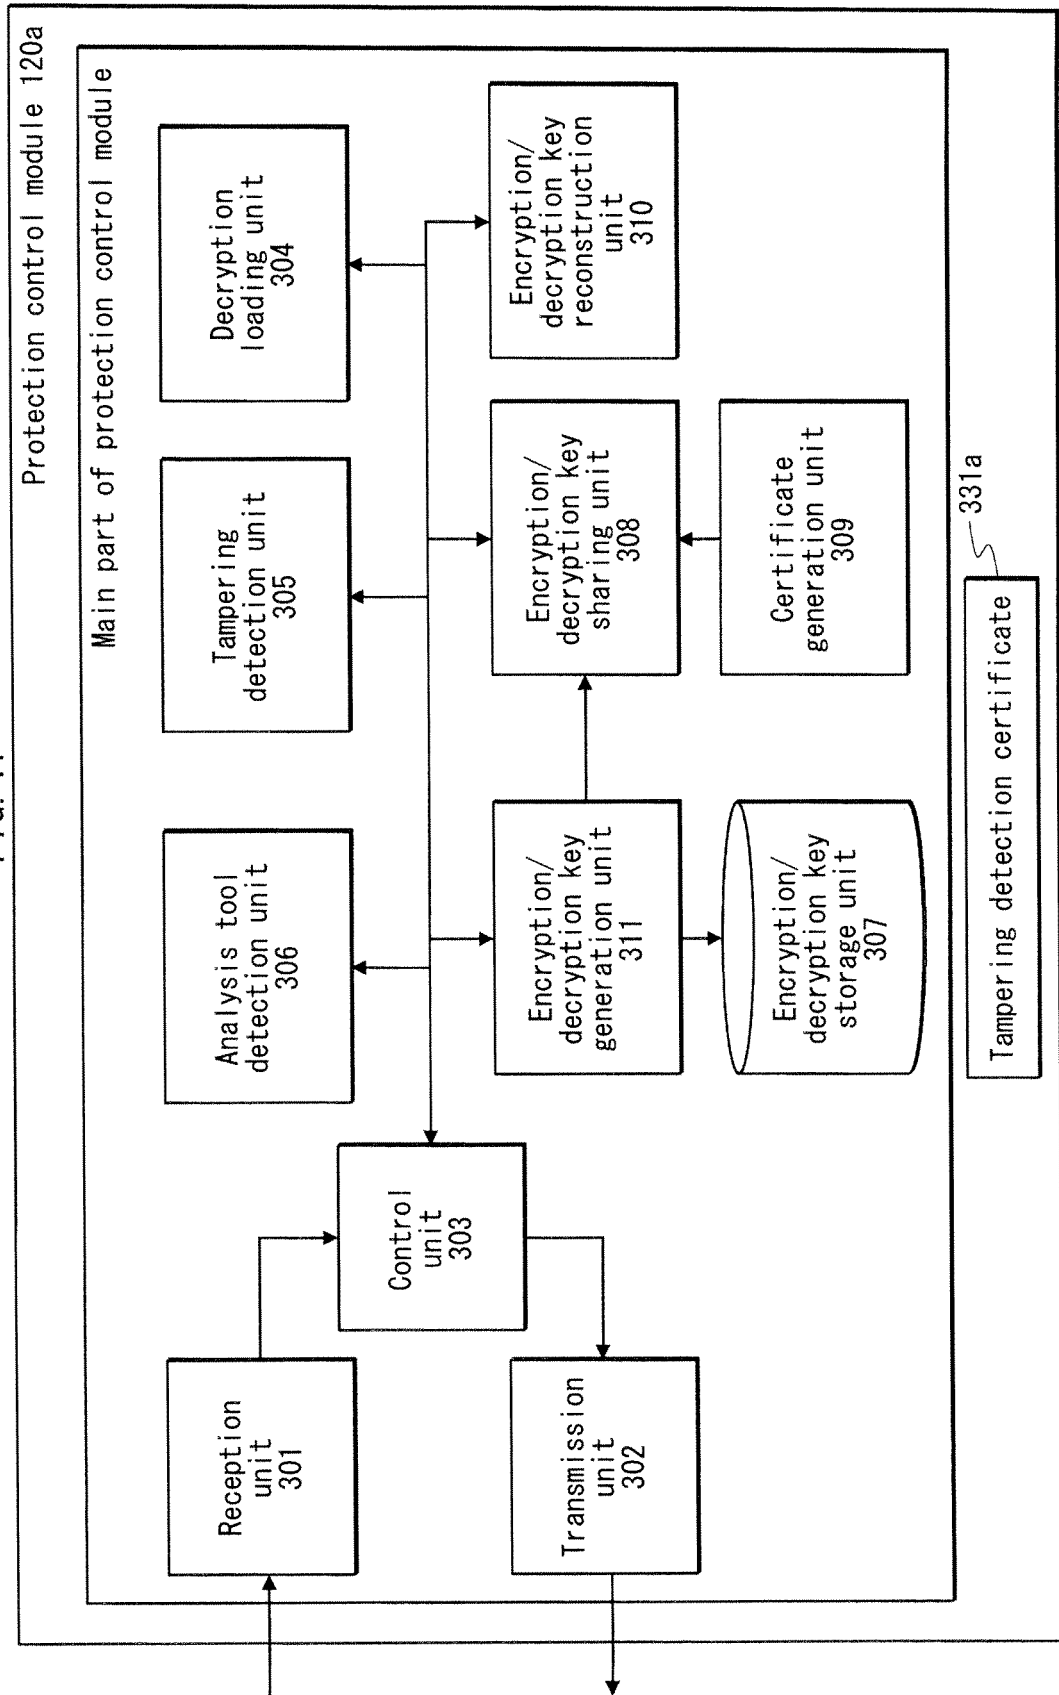 Protection control module 120a
Main part of protection control module
Reception
unit
301
Transmission
unit
302
Control
unit
303
Analysis tool
detection unit
306
Tampering
detection unit
305
Decryption
loading unit
304
Encryption/
decryption key
generation unit
311
Encryption/
decryption key
sharing unit
308
Encryption/
decryption key
reconstruction
unit
310
Encryption/
decryption key
storage unit
307
Certificate
generation unit
309
Tampering detection certificate
331a